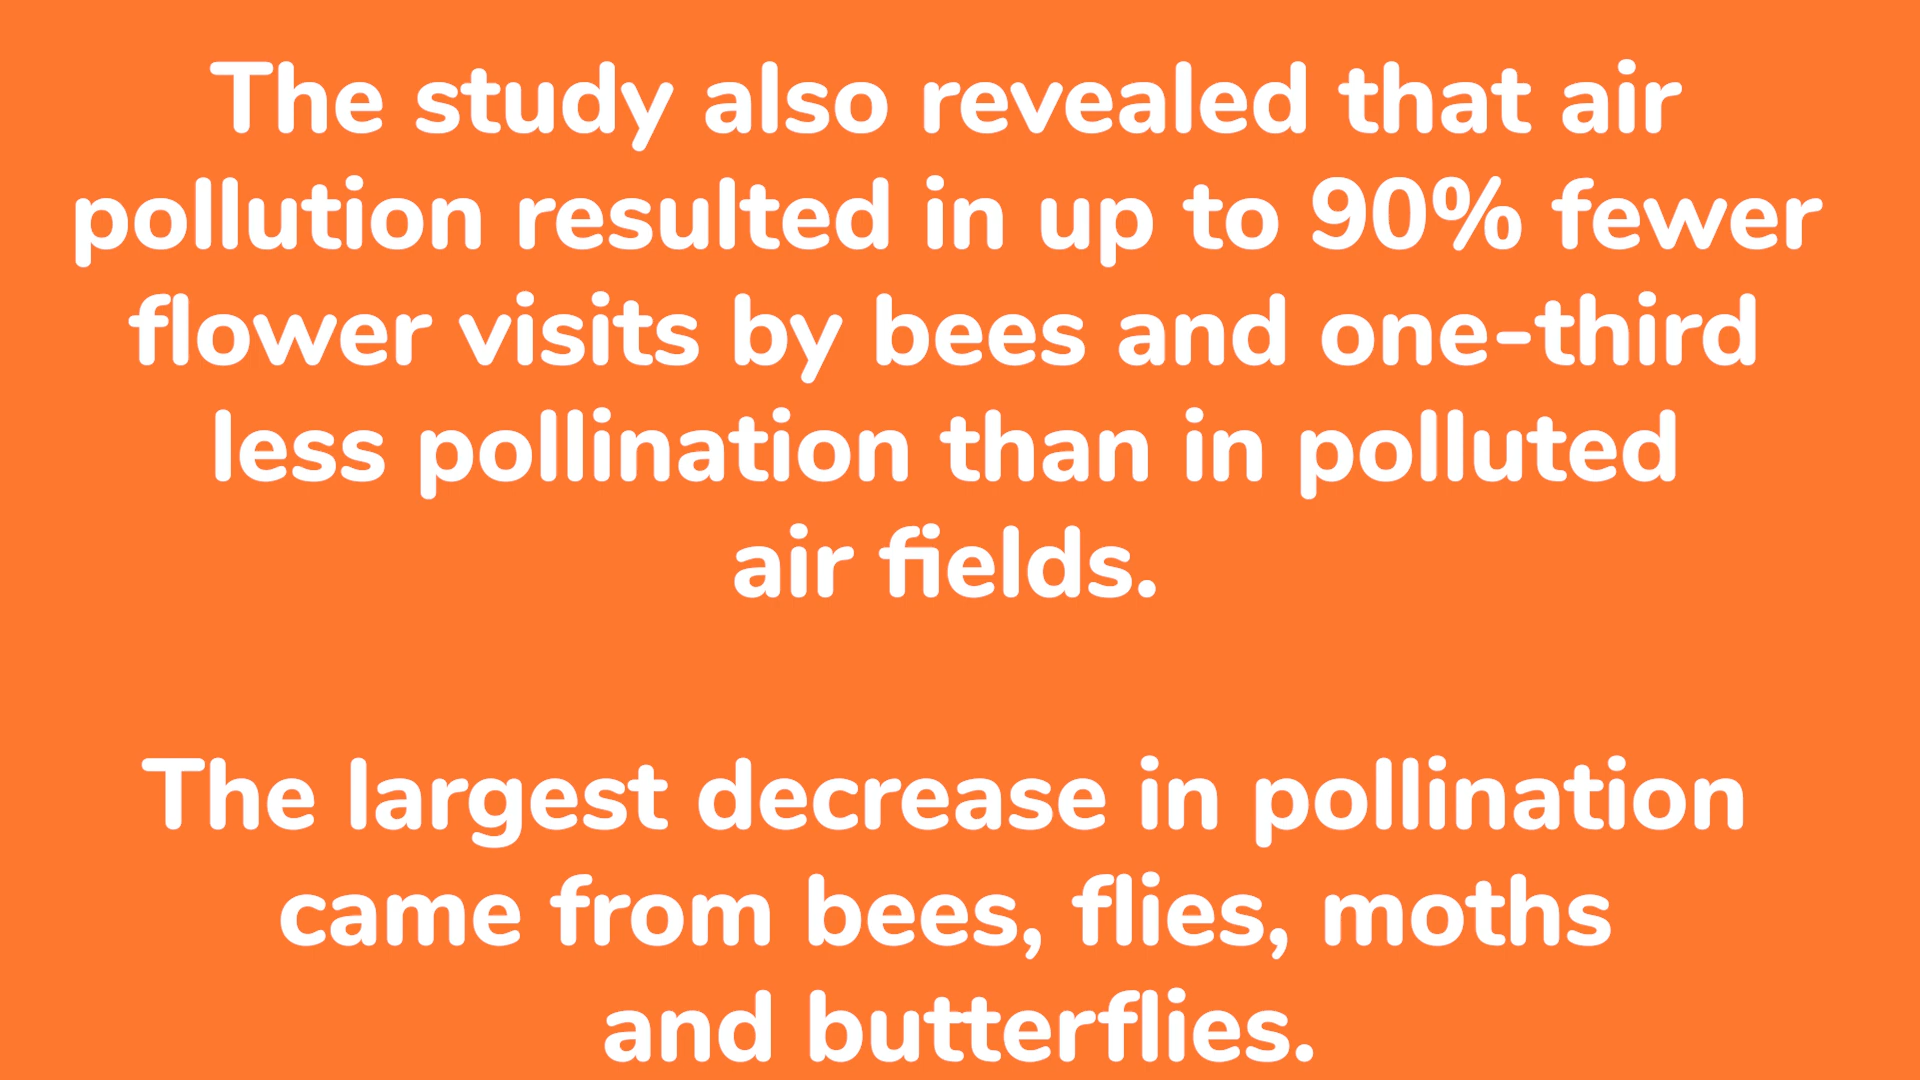 The study also revealed that air
pollution resulted in up to 90% fewer
flower visits by bees and one-third
less pollination than in polluted
air fields.
The largest decrease in pollination
came from bees, flies, moths
and butterflies.